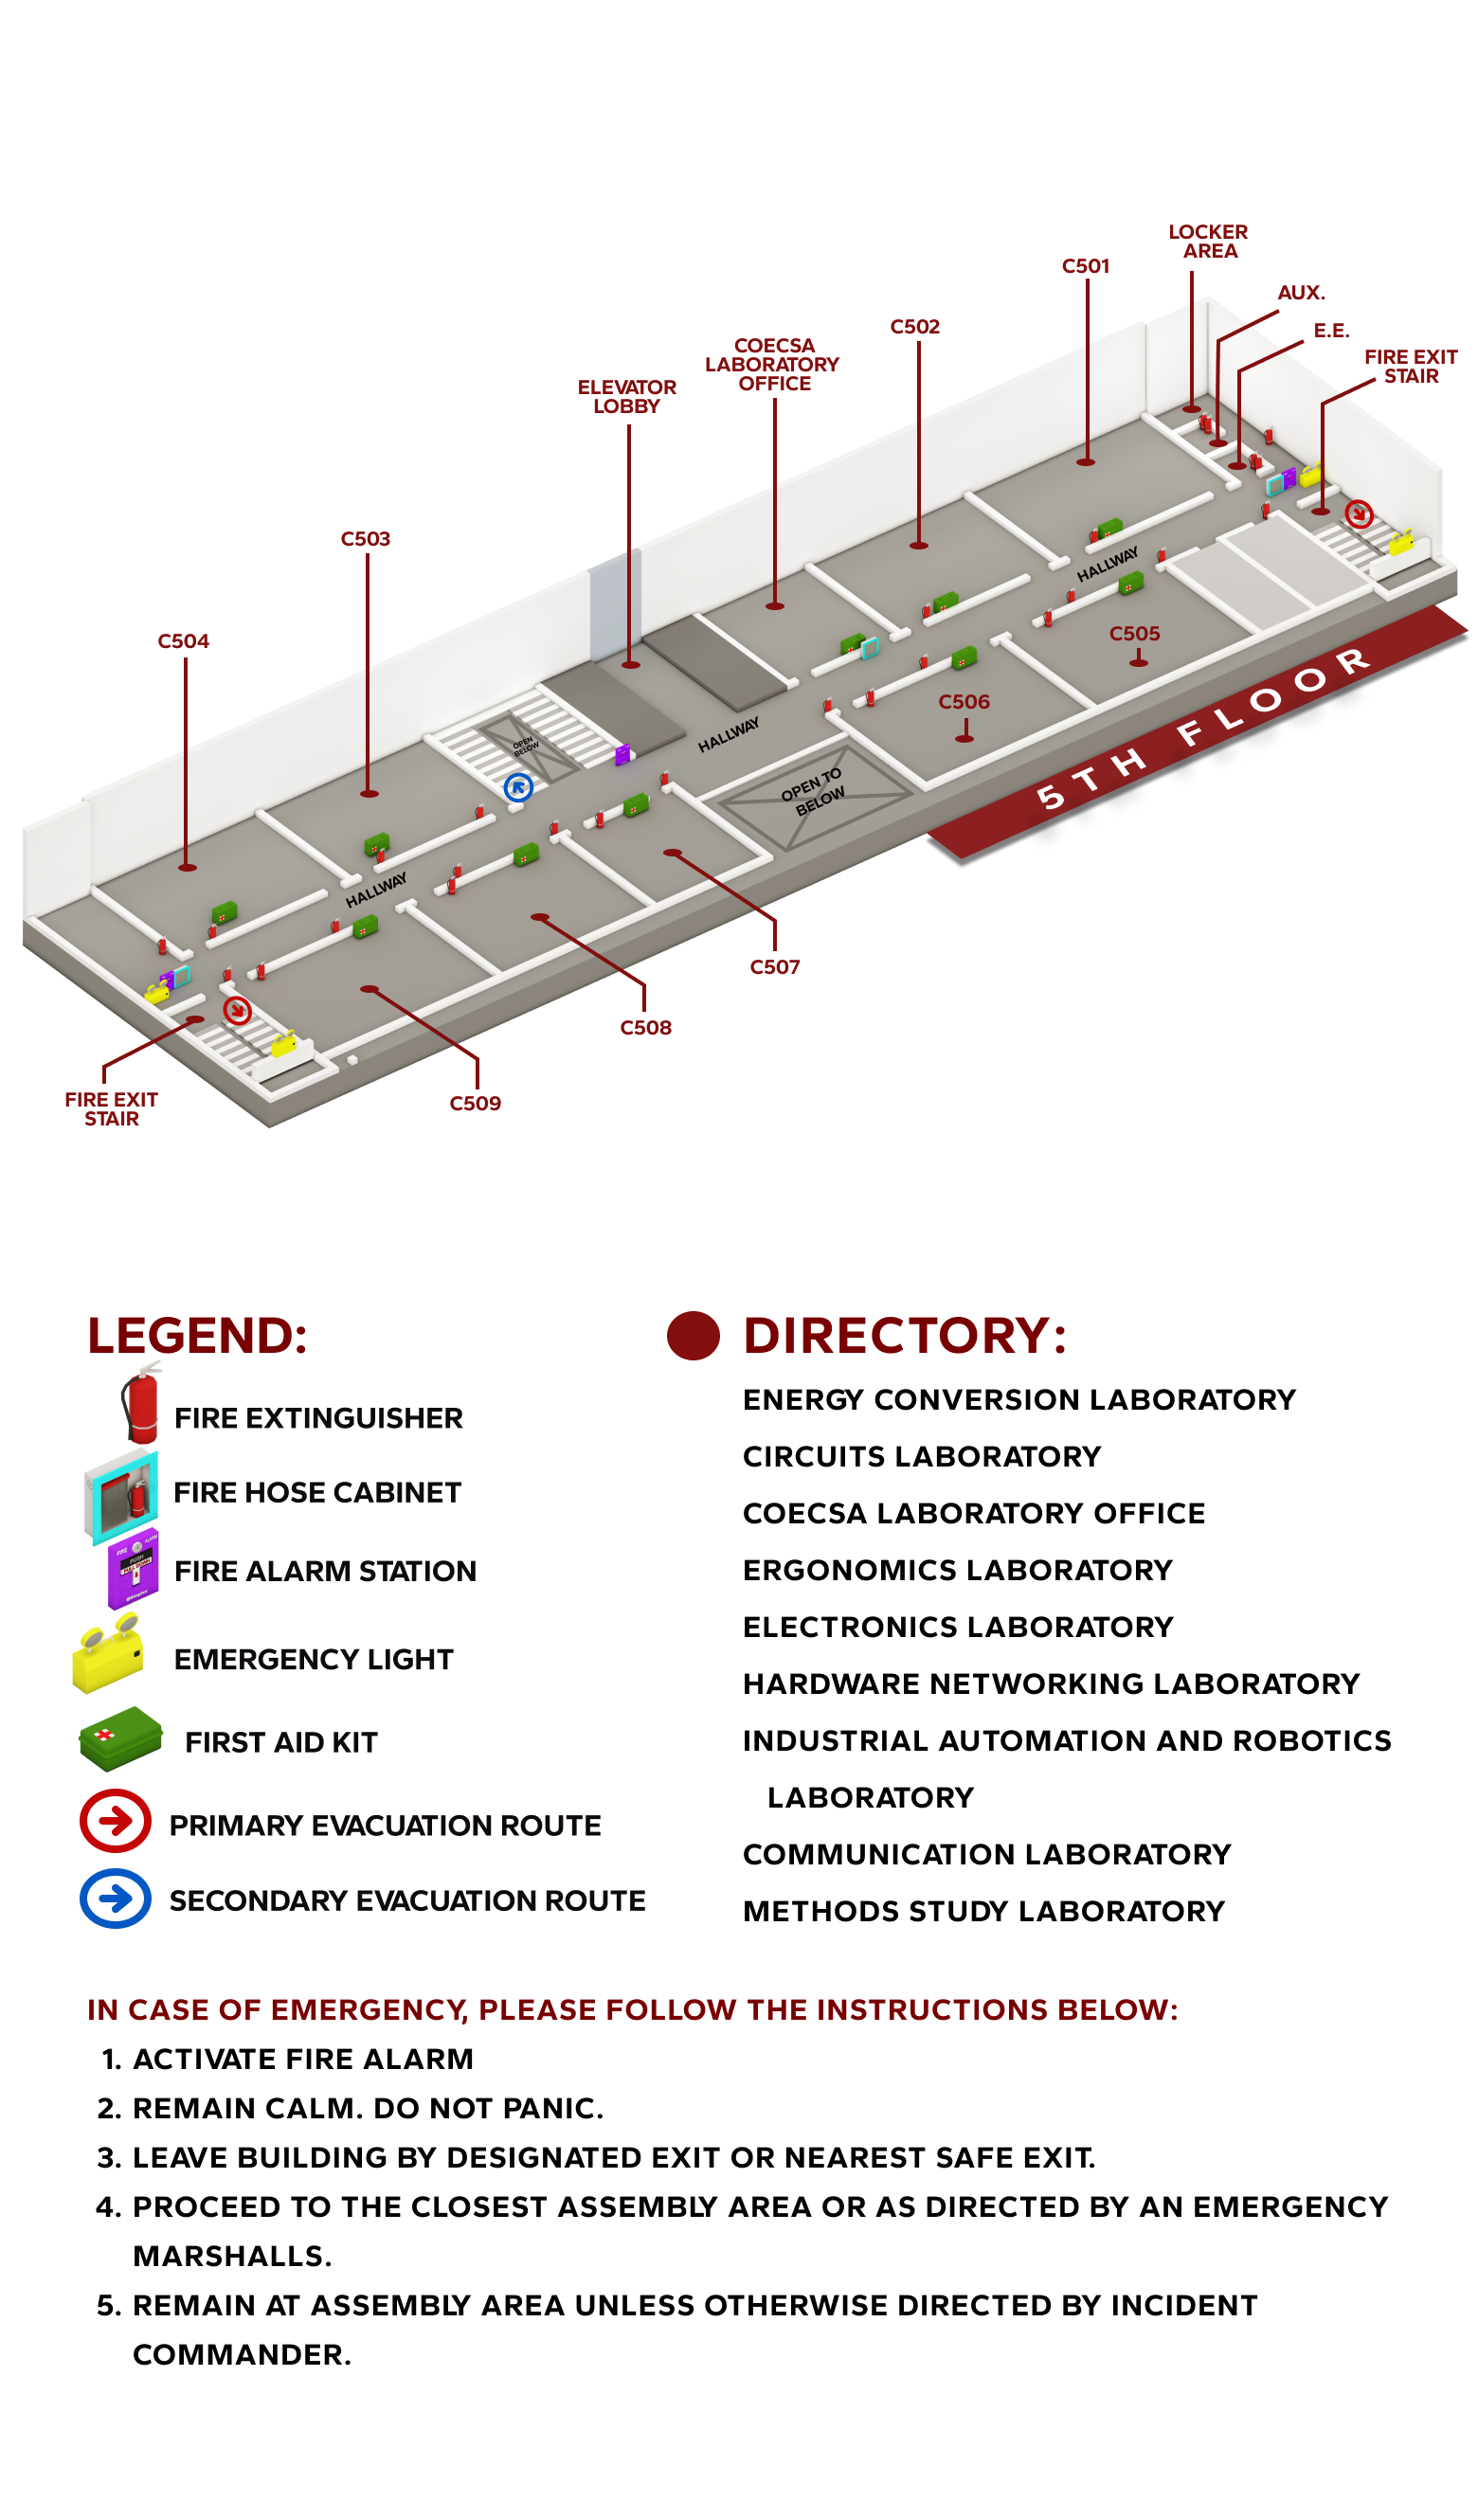 LOCKER
AREA
C501
AUX.
C502
E.E.
COECSA
LABORATORY
OFFICE
FIRE EXIT
STAIR
ELEVATOR
LOBBY
C503
HALLWAY
C504
C505
C506
5TH FLOOR
HALLWAY
OPEN
BELOW
OPEN TO
BELOW
HALLWAY
C507
C508
FIRE EXIT
STAIR
C509
LEGEND:
FIRE EXTINGUISHER
FIRE HOSE CABINET
FIRE ALARM STATION
EMERGENCY LIGHT
FIRST AID KIT
PRIMARY EVACUATION ROUTE
SECONDARY EVACUATION ROUTE
DIRECTORY:
ENERGY CONVERSION LABORATORY
CIRCUITS LABORATORY
COECSA LABORATORY OFFICE
ERGONOMICS LABORATORY
ELECTRONICS LABORATORY
HARDWARE NETWORKING LABORATORY
INDUSTRIAL AUTOMATION AND ROBOTICS
LABORATORY
COMMUNICATION LABORATORY
METHODS STUDY LABORATORY
IN CASE OF EMERGENCY, PLEASE FOLLOW THE INSTRUCTIONS BELOW:
1. ACTIVATE FIRE ALARM
2. REMAIN CALM. DO NOT PANIC.
3. LEAVE BUILDING BY DESIGNATED EXIT OR NEAREST SAFE EXIT.
4. PROCEED TO THE CLOSEST ASSEMBLY AREA OR AS DIRECTED BY AN EMERGENCY
MARSHALLS.
5. REMAIN AT ASSEMBLY AREA UNLESS OTHERWISE DIRECTED BY INCIDENT
COMMANDER.